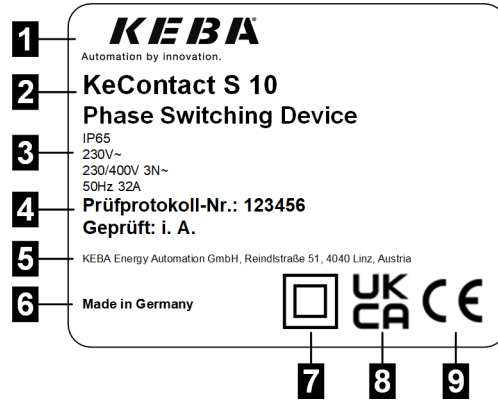 1
KEBA
Automation by innovation.
2
KeContact S 10
Phase Switching Device
3
IP65
230V~
230/400V 3N~
50Hz 32A
4
Prüfprotokoll-Nr.: 123456
Geprüft: i. A.
5
KEBA Energy Automation GmbH, Reindlstraße 51, 4040 Linz, Austria
6
Made in Germany
UK
CA
CE
7
8
9